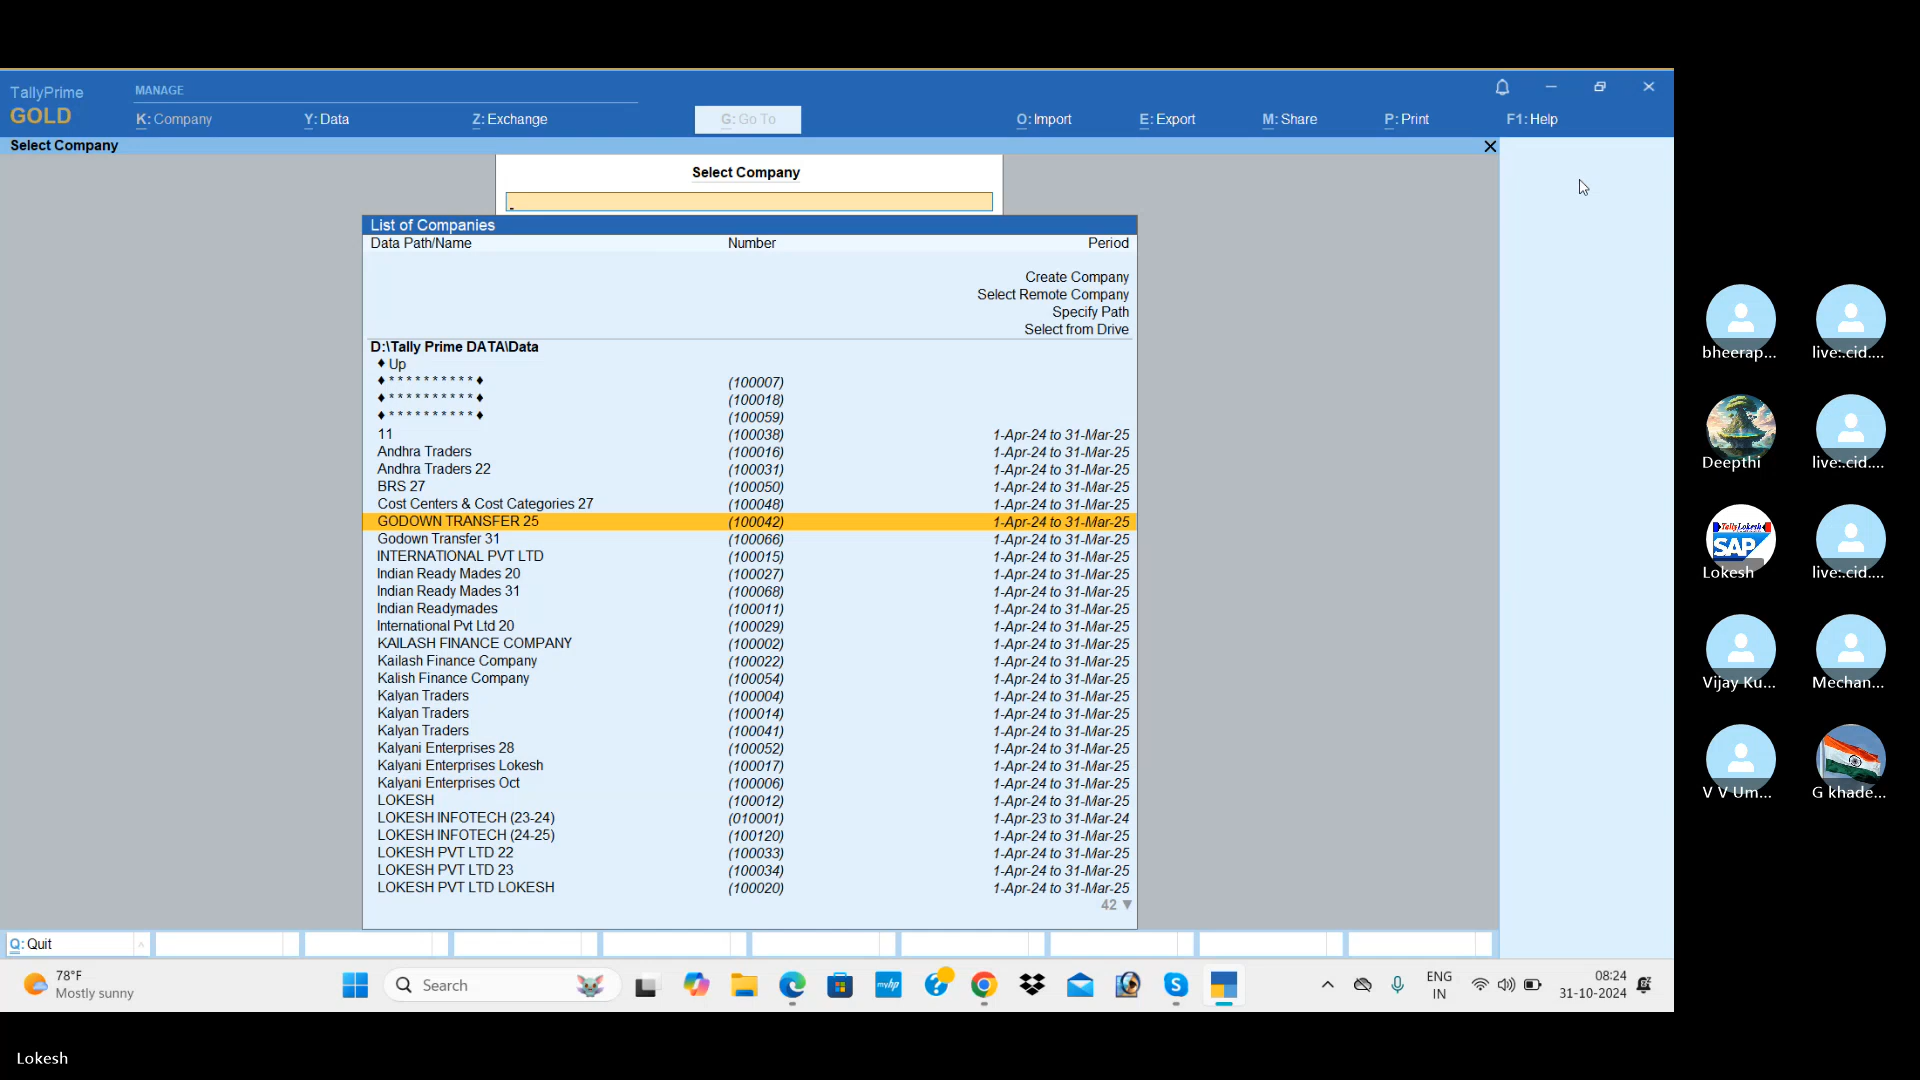 TallyPrime
GOLD
MANAGE
K: Company
Y: Data
Z: Exchange
G: Go To
O: Import
E: Export
M: Share
P: Print
F1: Help
Select Company
Select Company
List of Companies
Data Path/Name Number Period
Create Company
Select Remote Company
Specify Path
Select from Drive
D:\Tally Prime DATA\Data
♦ Up
♦ * * * * * * * * * * ♦ (100007)
♦ * * * * * * * * * * ♦ (100018)
♦ * * * * * * * * * * ♦ (100059)
11 (100038) 1-Apr-24 to 31-Mar-25
Andhra Traders (100016) 1-Apr-24 to 31-Mar-25
Andhra Traders 22 (100031) 1-Apr-24 to 31-Mar-25
BRS 27 (100050) 1-Apr-24 to 31-Mar-25
Cost Centers & Cost Categories 27 (100048) 1-Apr-24 to 31-Mar-25
GODOWN TRANSFER 25 (100042) 1-Apr-24 to 31-Mar-25
Godown Transfer 31 (100066) 1-Apr-24 to 31-Mar-25
INTERNATIONAL PVT LTD (100015) 1-Apr-24 to 31-Mar-25
Indian Ready Mades 20 (100027) 1-Apr-24 to 31-Mar-25
Indian Ready Mades 31 (100068) 1-Apr-24 to 31-Mar-25
Indian Readymades (100011) 1-Apr-24 to 31-Mar-25
International Pvt Ltd 20 (100029) 1-Apr-24 to 31-Mar-25
KAILASH FINANCE COMPANY (100002) 1-Apr-24 to 31-Mar-25
Kailash Finance Company (100022) 1-Apr-24 to 31-Mar-25
Kalish Finance Company (100054) 1-Apr-24 to 31-Mar-25
Kalyan Traders (100004) 1-Apr-24 to 31-Mar-25
Kalyan Traders (100014) 1-Apr-24 to 31-Mar-25
Kalyan Traders (100041) 1-Apr-24 to 31-Mar-25
Kalyani Enterprises 28 (100052) 1-Apr-24 to 31-Mar-25
Kalyani Enterprises Lokesh (100017) 1-Apr-24 to 31-Mar-25
Kalyani Enterprises Oct (100006) 1-Apr-24 to 31-Mar-25
LOKESH (100012) 1-Apr-24 to 31-Mar-25
LOKESH INFOTECH (23-24) (010001) 1-Apr-23 to 31-Mar-24
LOKESH INFOTECH (24-25) (100120) 1-Apr-24 to 31-Mar-25
LOKESH PVT LTD 22 (100033) 1-Apr-24 to 31-Mar-25
LOKESH PVT LTD 23 (100034) 1-Apr-24 to 31-Mar-25
LOKESH PVT LTD LOKESH (100020) 1-Apr-24 to 31-Mar-25
42 ▼
Q: Quit
78°F
Mostly sunny
Search
myhp
ENG
IN
08:24
31-10-2024
bheerap...
live:.cid....
Deepthi
live:.cid....
Tally Lokesh
SAP
Lokesh
live:.cid....
Vijay Ku...
Mechan...
V V Um...
G khade...
Lokesh